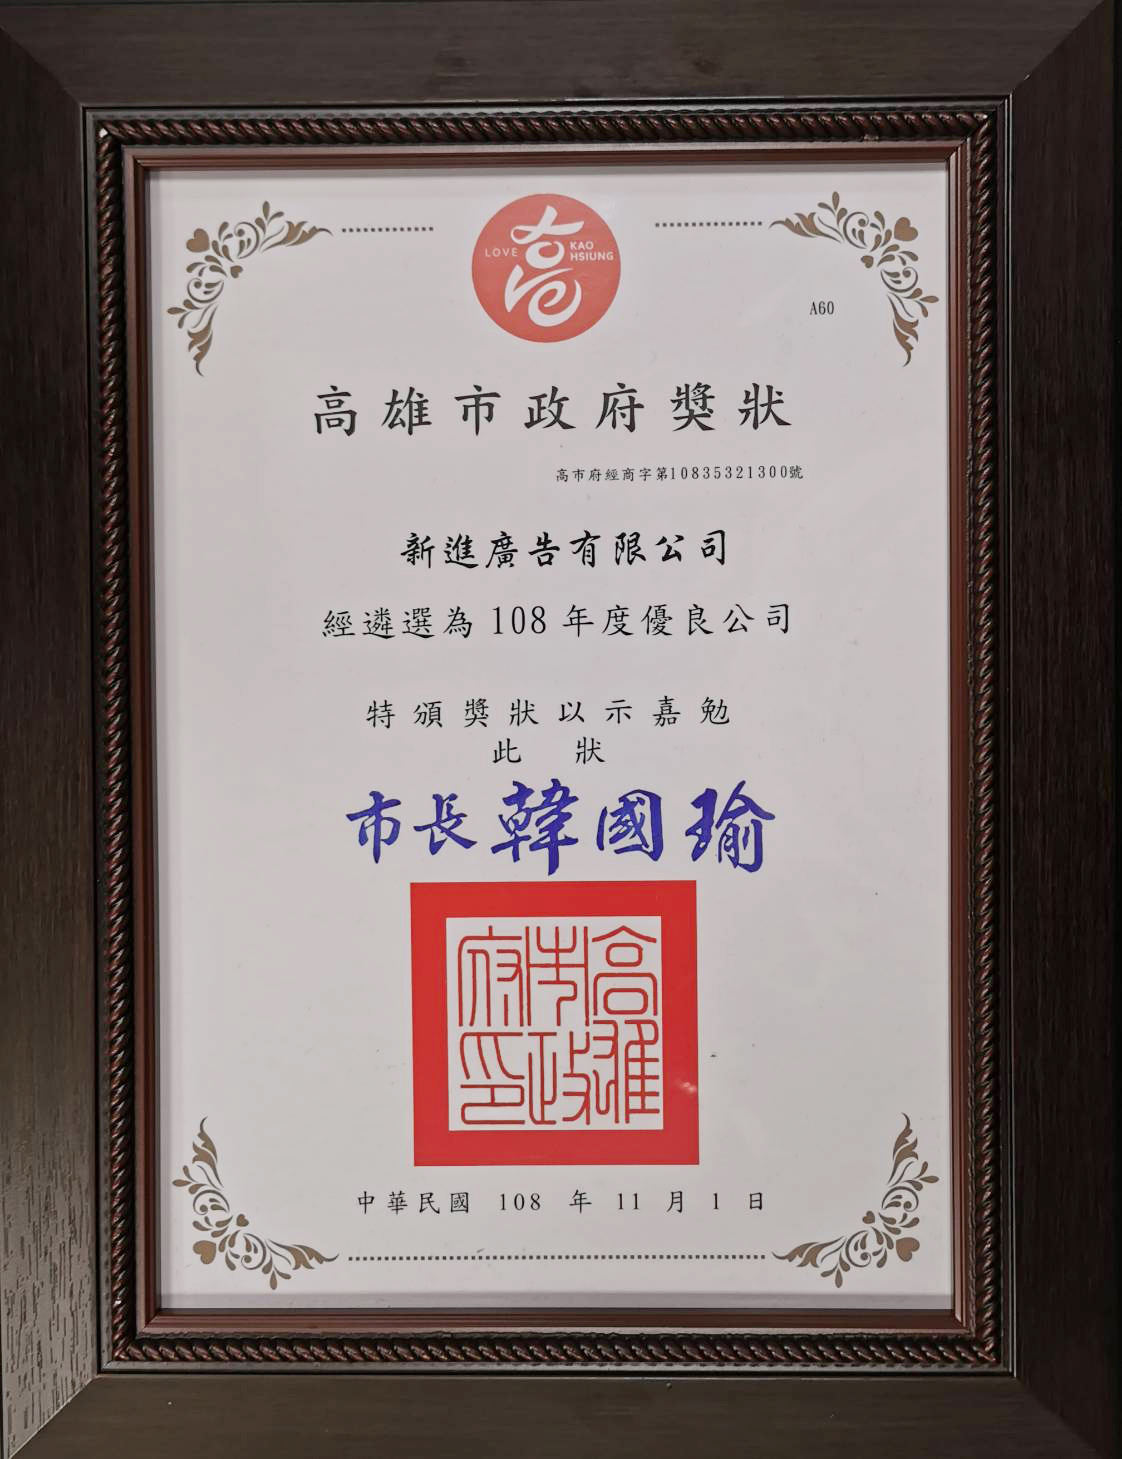 LOVE 高 KAO HSIUNG
A60
高雄市政府獎狀
高市府經商字第10835321300號
新進廣告有限公司
經遴選為108年度優良公司
特頒獎狀以示嘉勉
此狀
市長韓國瑜
高雄市政府印
中華民國 108 年 11 月 1 日